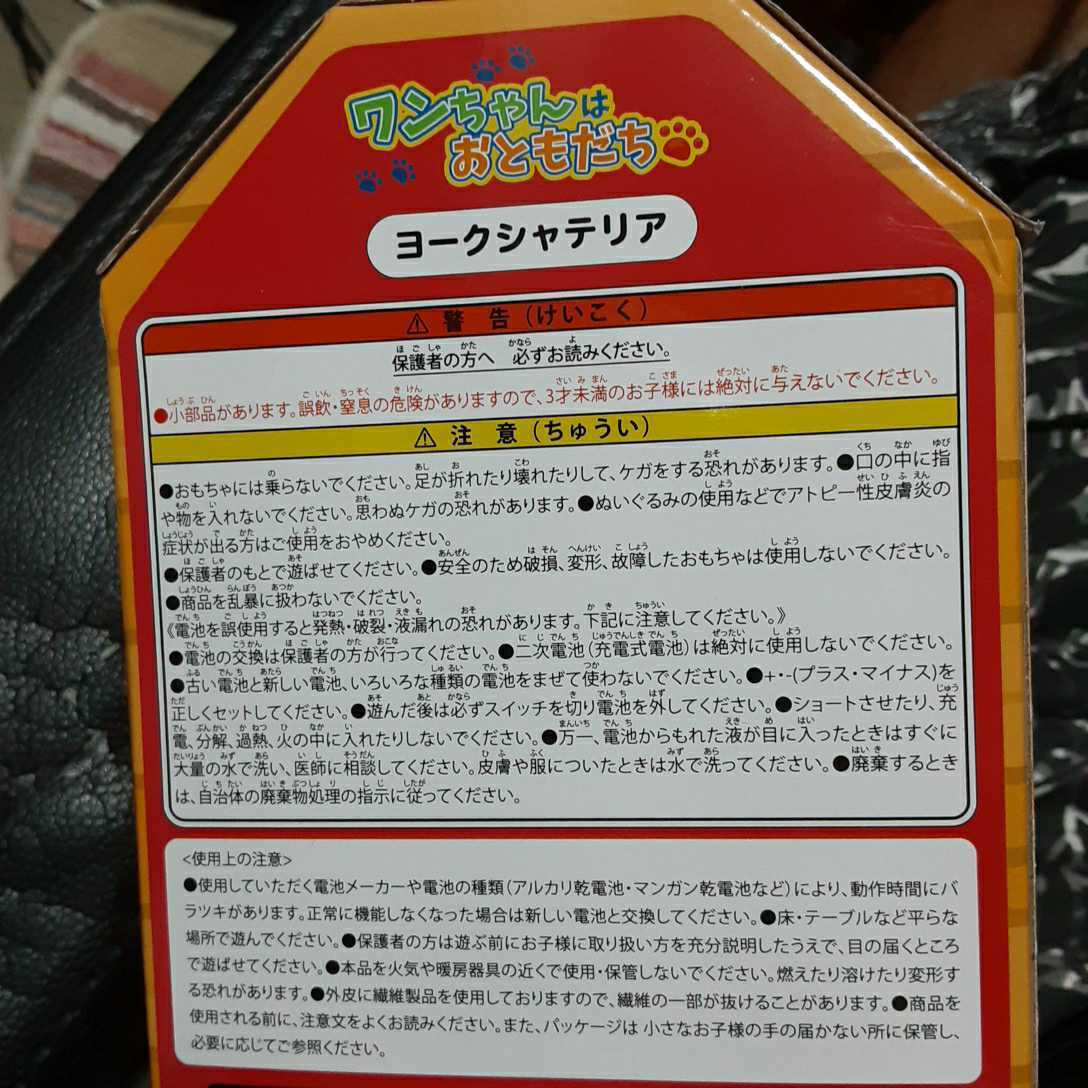 ワンちゃんは
おともだち
ヨークシャテリア
⚠ 警告(けいこく)
保護者の方へ 必ずお読みください。
●小部品があります。誤飲・窒息の危険がありますので、3才未満のお子様には絶対に与えないでください。
⚠ 注意(ちゅうい)
●おもちゃには乗らないでください。足が折れたり壊れたりして、ケガをする恐れがあります。●口の中に指
や物を入れないでください。思わぬケガの恐れがあります。●ぬいぐるみの使用などでアトピー性皮膚炎の
症状が出る方はご使用をおやめください。
●保護者のもとで遊ばせてください。●安全のため破損、変形、故障したおもちゃは使用しないでください。
●商品を乱暴に扱わないでください。
《電池を誤使用すると発熱・破裂・液漏れの恐れがあります。下記に注意してください。》
●電池の交換は保護者の方が行ってください。●二次電池(充電式電池)は絶対に使用しないでください。
●古い電池と新しい電池、いろいろな種類の電池をまぜて使わないでください。●+・-(プラス・マイナス)を
正しくセットしてください。●遊んだ後は必ずスイッチを切り電池を外してください。●ショートさせたり、充
電、分解、過熱、火の中に入れたりしないでください。●万一、電池からもれた液が目に入ったときはすぐに
大量の水で洗い、医師に相談してください。皮膚や服についたときは水で洗ってください。●廃棄するとき
は、自治体の廃棄物処理の指示に従ってください。
<使用上の注意>
●使用していただく電池メーカーや電池の種類(アルカリ乾電池・マンガン乾電池など)により、動作時間にバ
ラツキがあります。正常に機能しなくなった場合は新しい電池と交換してください。●床・テーブルなど平らな
場所で遊んでください。●保護者の方は遊ぶ前にお子様に取り扱い方を充分説明したうえで、目の届くところ
で遊ばせてください。●本品を火気や暖房器具の近くで使用・保管しないでください。燃えたり溶けたり変形す
る恐れがあります。●外皮に繊維製品を使用しておりますので、繊維の一部が抜けることがあります。●商品を
使用される前に、注意文をよくお読みください。また、パッケージは 小さなお子様の手の届かない所に保管し、
必要に応じてご参照ください。